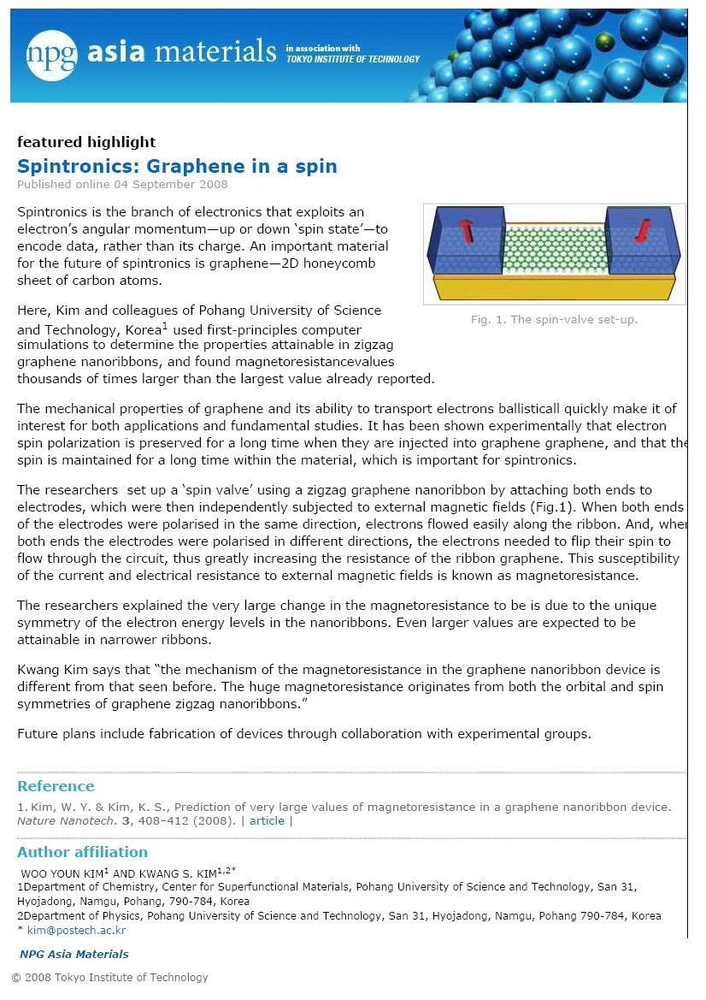 npg asia materials in association with
TOKYO INSTITUTE OF TECHNOLOGY
featured highlight
Spintronics: Graphene in a spin
Published online 04 September 2008
Spintronics is the branch of electronics that exploits an
electron’s angular momentum—up or down ‘spin state’—to
encode data, rather than its charge. An important material
for the future of spintronics is graphene—2D honeycomb
sheet of carbon atoms.
Fig. 1. The spin-valve set-up.
Here, Kim and colleagues of Pohang University of Science
and Technology, Korea1 used first-principles computer
simulations to determine the properties attainable in zigzag
graphene nanoribbons, and found magnetoresistancevalues
thousands of times larger than the largest value already reported.
The mechanical properties of graphene and its ability to transport electrons ballisticall quickly make it of
interest for both applications and fundamental studies. It has been shown experimentally that electron
spin polarization is preserved for a long time when they are injected into graphene graphene, and that the
spin is maintained for a long time within the material, which is important for spintronics.
The researchers  set up a ‘spin valve’ using a zigzag graphene nanoribbon by attaching both ends to
electrodes, which were then independently subjected to external magnetic fields (Fig.1). When both ends
of the electrodes were polarised in the same direction, electrons flowed easily along the ribbon. And, when
both ends the electrodes were polarised in different directions, the electrons needed to flip their spin to
flow through the circuit, thus greatly increasing the resistance of the ribbon graphene. This susceptibility
of the current and electrical resistance to external magnetic fields is known as magnetoresistance.
The researchers explained the very large change in the magnetoresistance to be is due to the unique
symmetry of the electron energy levels in the nanoribbons. Even larger values are expected to be
attainable in narrower ribbons.
Kwang Kim says that “the mechanism of the magnetoresistance in the graphene nanoribbon device is
different from that seen before. The huge magnetoresistance originates from both the orbital and spin
symmetries of graphene zigzag nanoribbons.”
Future plans include fabrication of devices through collaboration with experimental groups.
Reference
1. Kim, W. Y. & Kim, K. S., Prediction of very large values of magnetoresistance in a graphene nanoribbon device.
Nature Nanotech. 3, 408–412 (2008). | article |
Author affiliation
WOO YOUN KIM1 AND KWANG S. KIM1,2*
1Department of Chemistry, Center for Superfunctional Materials, Pohang University of Science and Technology, San 31,
Hyojadong, Namgu, Pohang, 790-784, Korea
2Department of Physics, Pohang University of Science and Technology, San 31, Hyojadong, Namgu, Pohang 790-784, Korea
* kim@postech.ac.kr
NPG Asia Materials
© 2008 Tokyo Institute of Technology